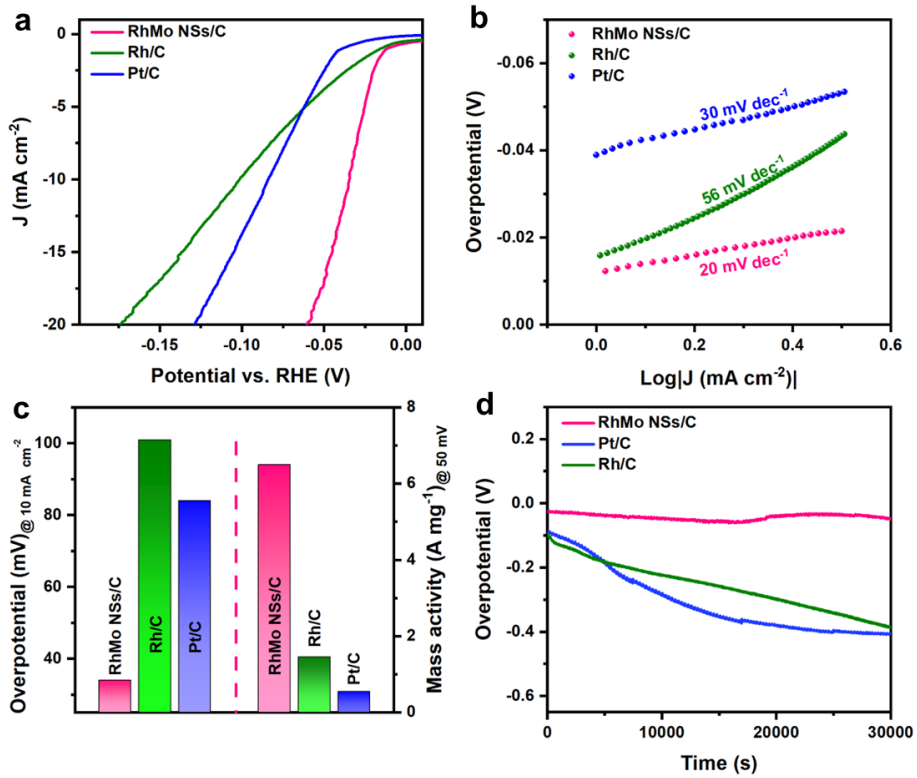 a
RhMo NSs/C
Rh/C
Pt/C
0
-5
-10
-15
-20
J (mA cm-2)
-0.15
-0.10
-0.05
0.00
Potential vs. RHE (V)
b
RhMo NSs/C
Rh/C
Pt/C
-0.06
-0.04
-0.02
0.00
Overpotential (V)
30 mV dec-1
56 mV dec-1
20 mV dec-1
0.0
0.2
0.4
0.6
Log|J (mA cm-2)|
c
100
80
60
40
Overpotential (mV)@ 10 mA cm-2
RhMo NSs/C
Rh/C
Pt/C
RhMo NSs/C
Rh/C
Pt/C
8
6
4
2
0
Mass activity (A mg-1)@ 50 mV
d
RhMo NSs/C
Pt/C
Rh/C
0.2
0.0
-0.2
-0.4
-0.6
Overpotential (V)
0
10000
20000
30000
Time (s)